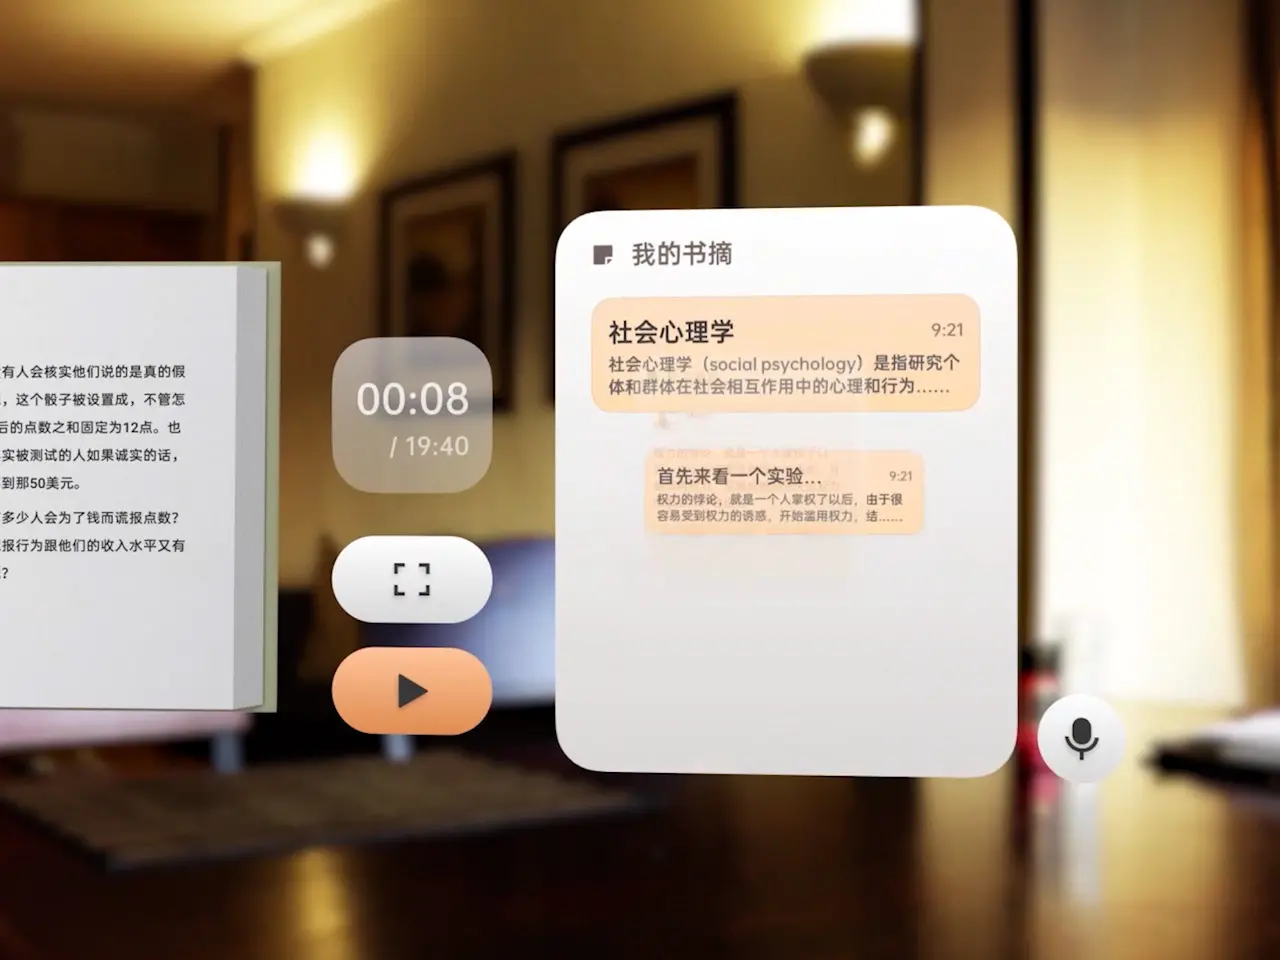 有人会核实他们说的是真的假
，这个骰子被设置成，不管怎
后的点数之和固定为12点。也
实被测试的人如果诚实的话，
到那50美元。
多少人会为了钱而谎报点数？
报行为跟他们的收入水平又有
？
00:08
/ 19:40
我的书摘
社会心理学 9:21
社会心理学（social psychology）是指研究个
体和群体在社会相互作用中的心理和行为……
首先来看一个实验... 9:21
权力的悖论，就是一个人掌权了以后，由于很
容易受到权力的诱惑，开始滥用权力，结……